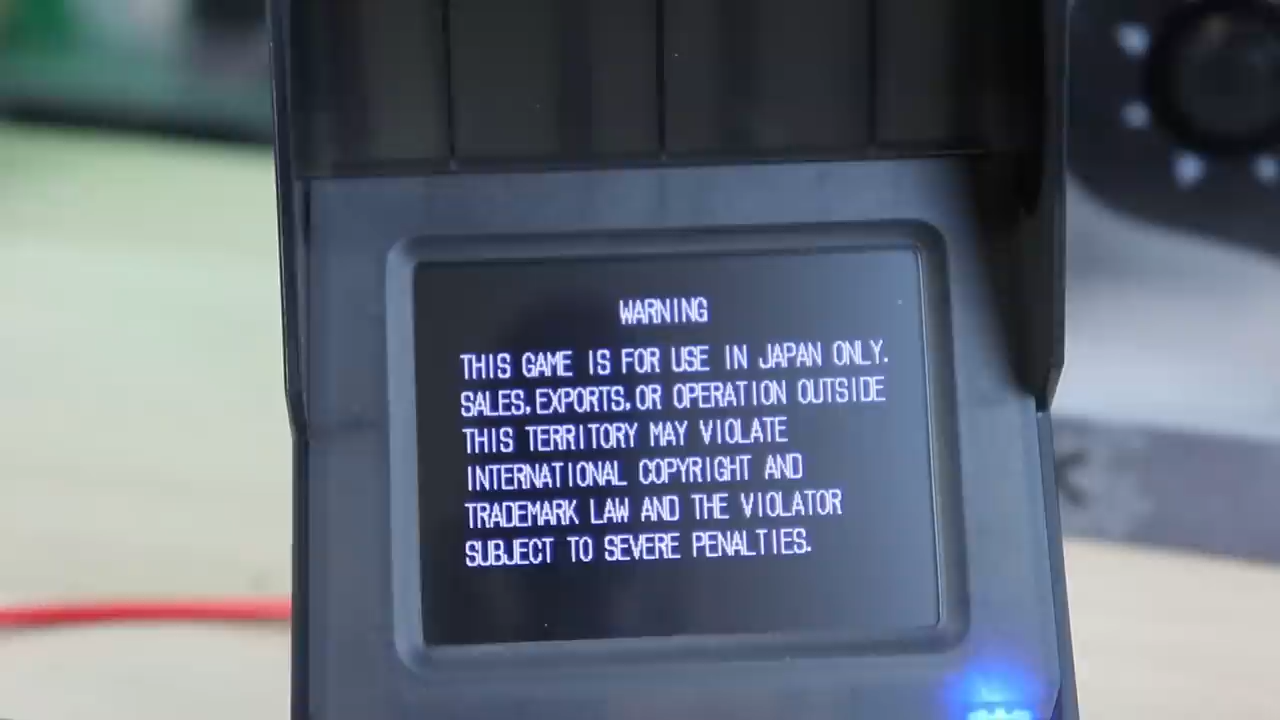 WARNING
THIS GAME IS FOR USE IN JAPAN ONLY.
SALES, EXPORTS, OR OPERATION OUTSIDE
THIS TERRITORY MAY VIOLATE
INTERNATIONAL COPYRIGHT AND
TRADEMARK LAW AND THE VIOLATOR
SUBJECT TO SEVERE PENALTIES.